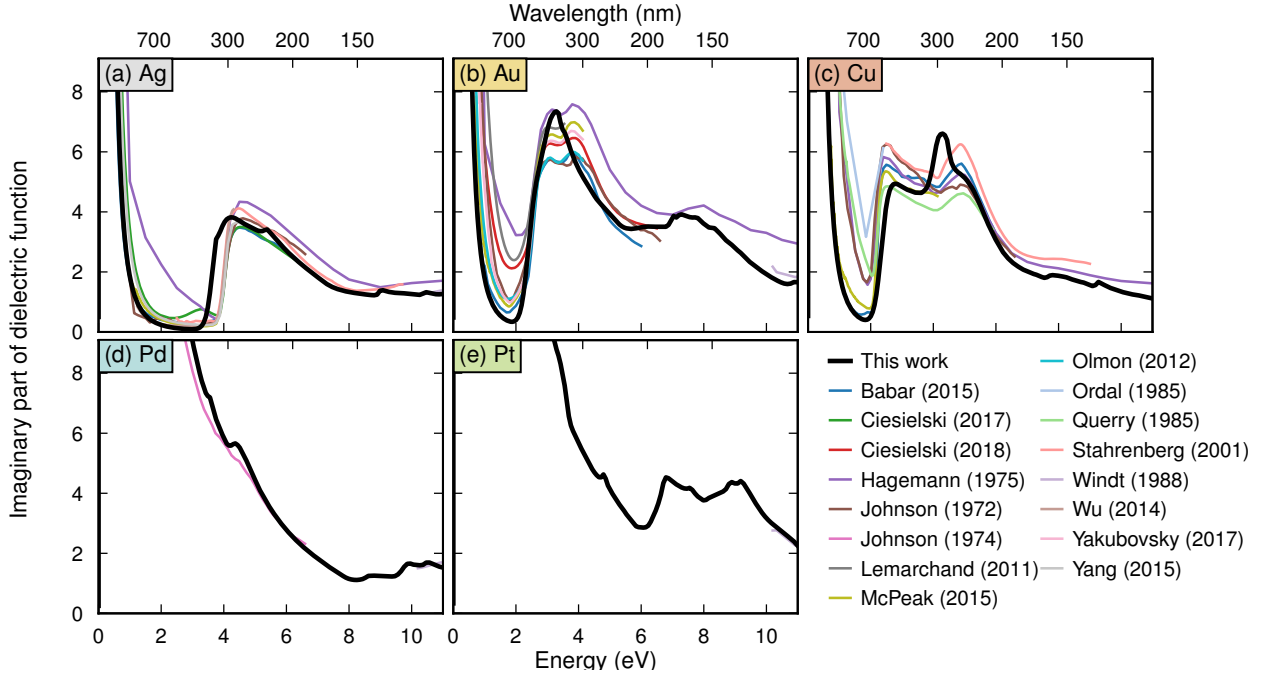 Wavelength (nm)
700 300 200 150
700 300 200 150
700 300 200 150
Imaginary part of dielectric function
(a) Ag
(b) Au
(c) Cu
8
6
4
2
0
0
0
(d) Pd
(e) Pt
8
6
4
2
0
0
0 2 4 6 8 10
0 2 4 6 8 10
Energy (eV)
This work
Babar (2015)
Ciesielski (2017)
Ciesielski (2018)
Hagemann (1975)
Johnson (1972)
Johnson (1974)
Lemarchand (2011)
McPeak (2015)
Olmon (2012)
Ordal (1985)
Querry (1985)
Stahrenberg (2001)
Windt (1988)
Wu (2014)
Yakubovsky (2017)
Yang (2015)